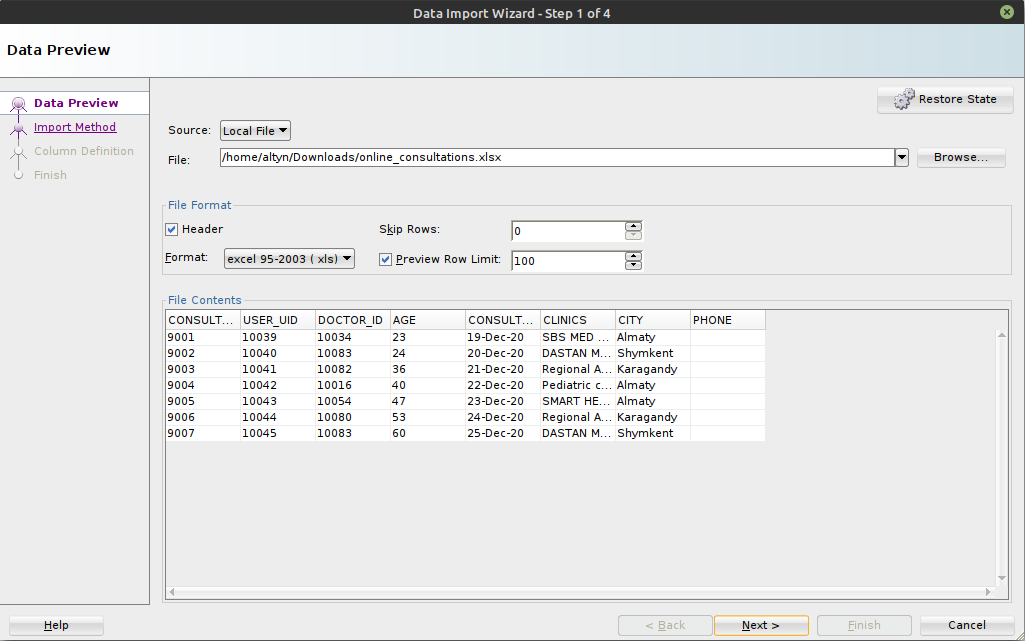 Data Import Wizard - Step 1 of 4
Data Preview
Data Preview
Import Method
Column Definition
Finish
Restore State
Source: Local File
File: /home/altyn/Downloads/online_consultations.xlsx Browse...
File Format
Header Skip Rows: 0
Format: excel 95-2003 ( xls) Preview Row Limit: 100
File Contents
CONSULT... USER_UID DOCTOR_ID AGE CONSULT... CLINICS CITY PHONE
9001 10039 10034 23 19-Dec-20 SBS MED ... Almaty
9002 10040 10083 24 20-Dec-20 DASTAN M... Shymkent
9003 10041 10082 36 21-Dec-20 Regional A... Karagandy
9004 10042 10016 40 22-Dec-20 Pediatric c... Almaty
9005 10043 10054 47 23-Dec-20 SMART HE... Almaty
9006 10044 10080 53 24-Dec-20 Regional A... Karagandy
9007 10045 10083 60 25-Dec-20 DASTAN M... Shymkent
Help < Back Next > Finish Cancel